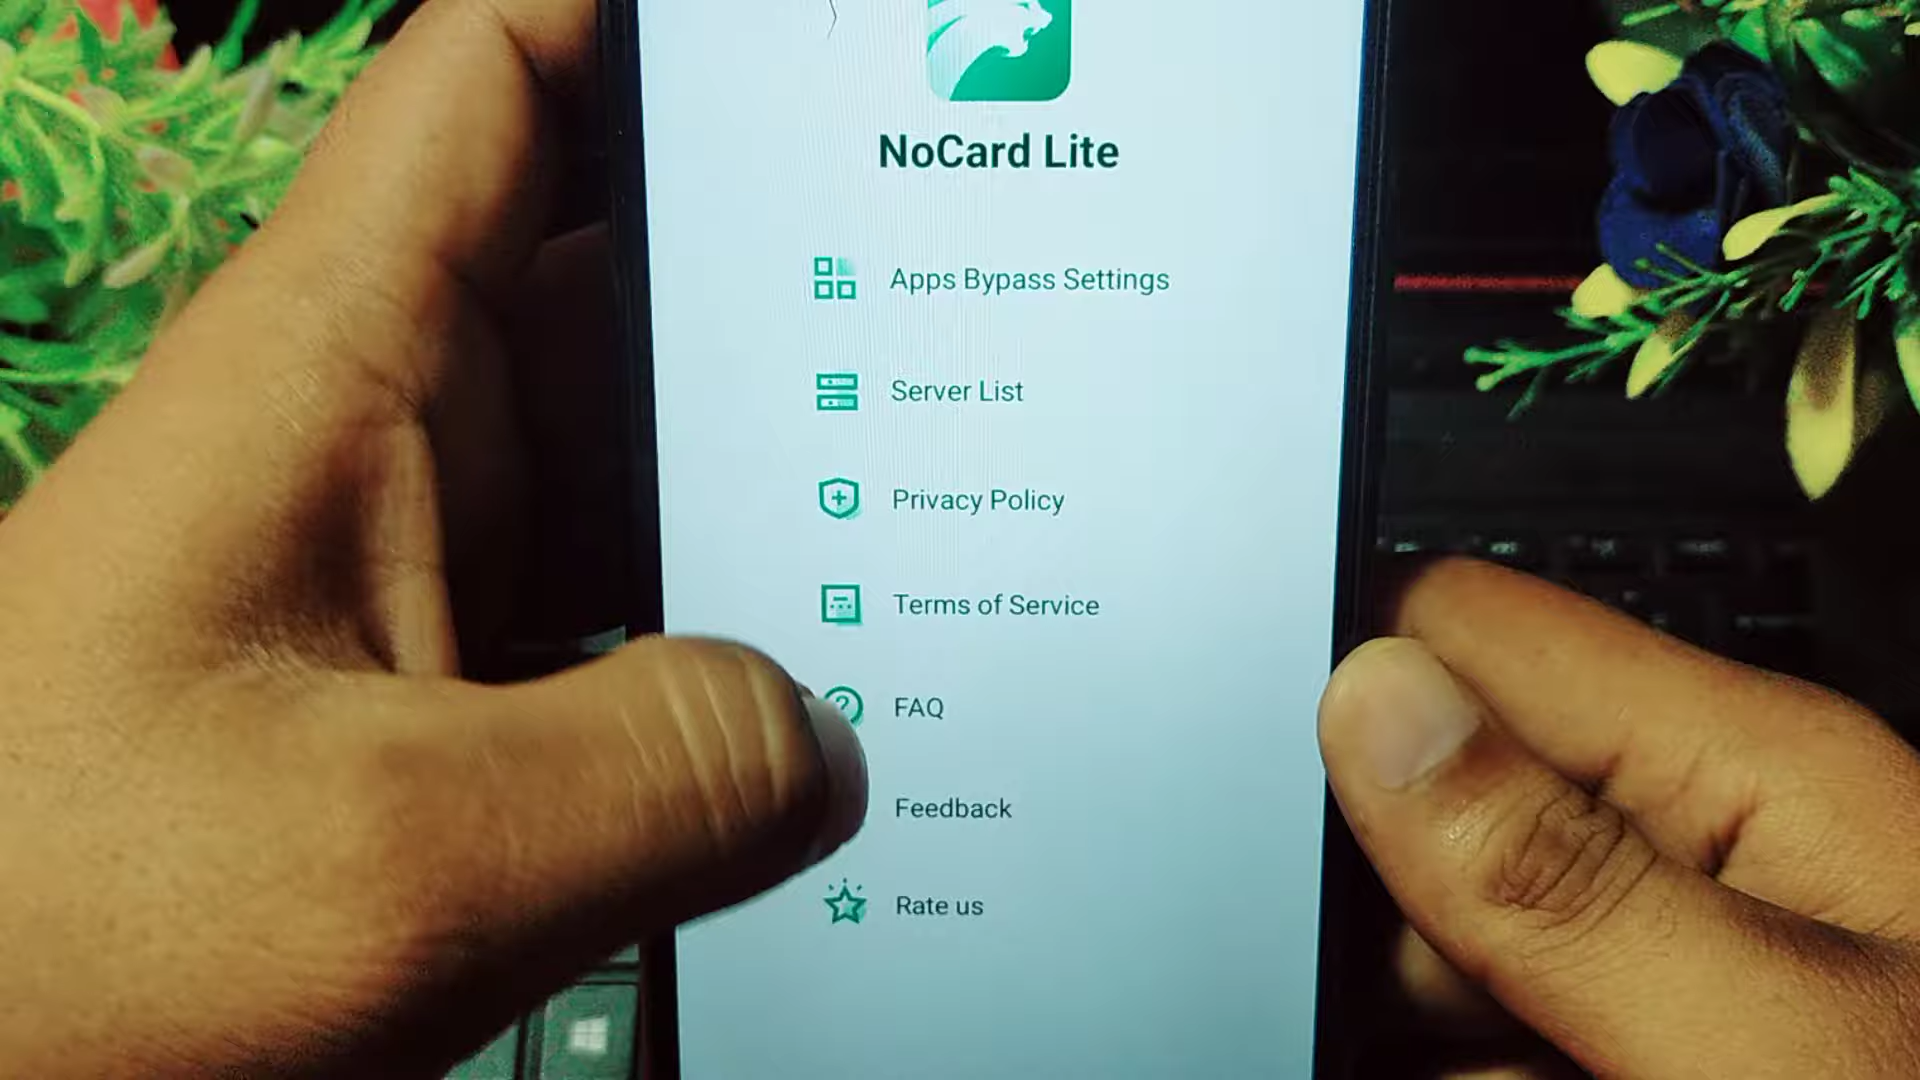 NoCard Lite
Apps Bypass Settings
Server List
Privacy Policy
Terms of Service
FAQ
Feedback
Rate us